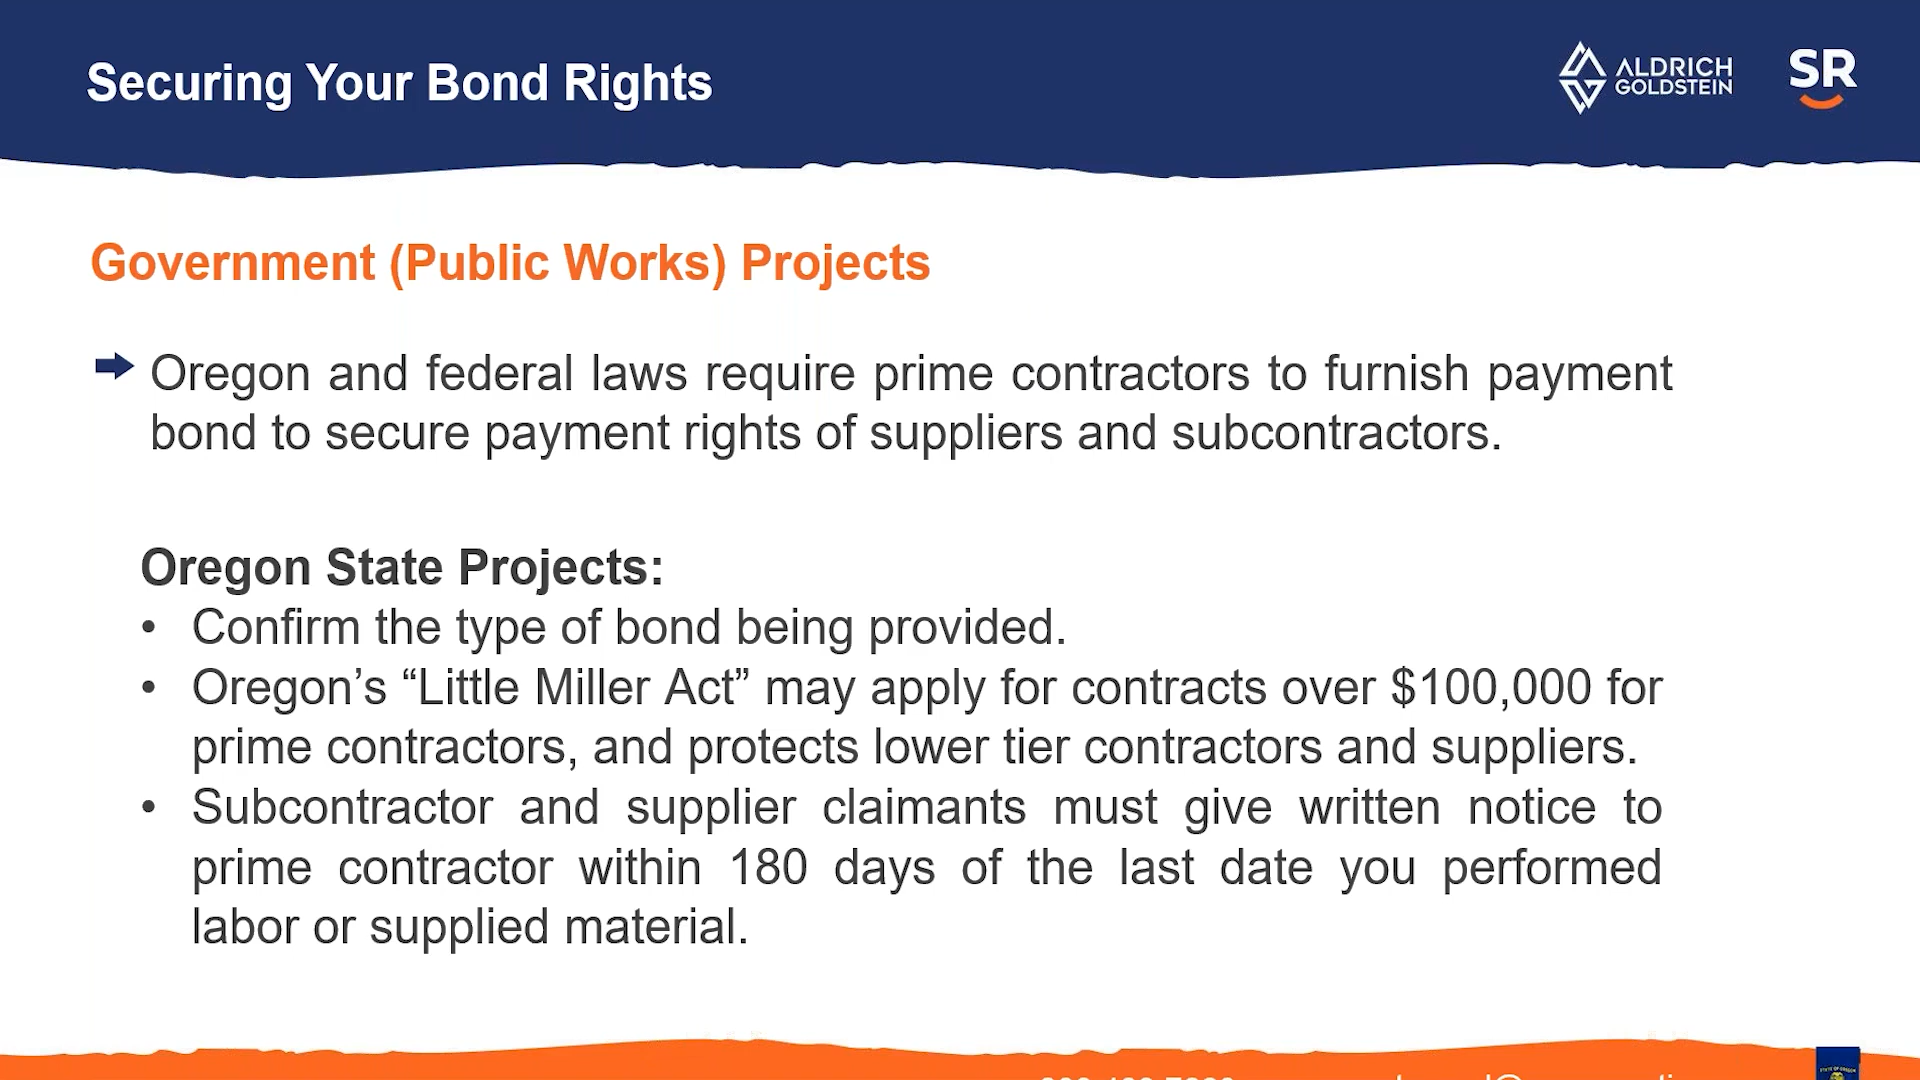 Securing Your Bond Rights
ALDRICH
GOLDSTEIN
SR
Government (Public Works) Projects
Oregon and federal laws require prime contractors to furnish payment
bond to secure payment rights of suppliers and subcontractors.
Oregon State Projects:
• Confirm the type of bond being provided.
• Oregon’s “Little Miller Act” may apply for contracts over $100,000 for
prime contractors, and protects lower tier contractors and suppliers.
• Subcontractor and supplier claimants must give written notice to
prime contractor within 180 days of the last date you performed
labor or supplied material.
STATE OF OREGON